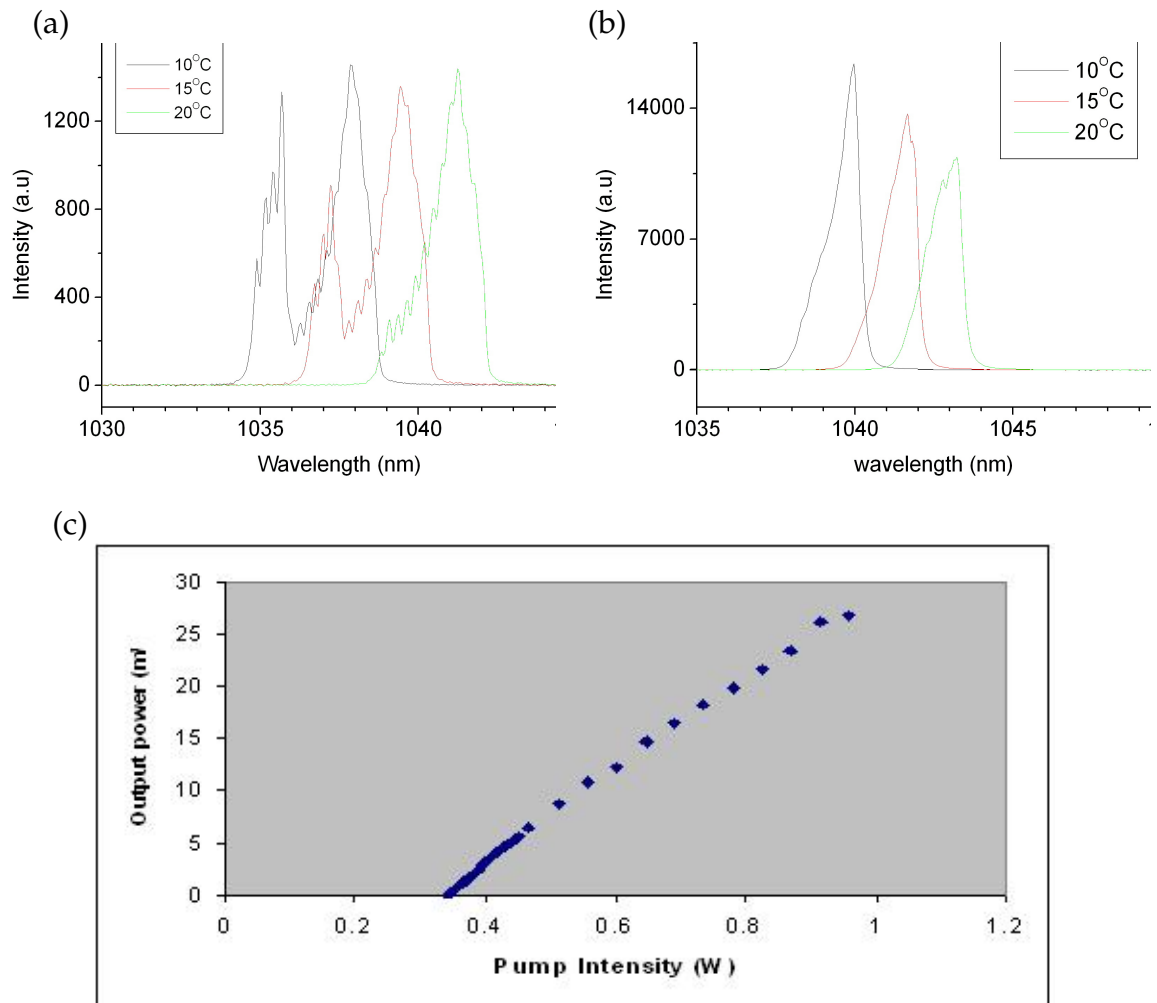 (a)
10°C
15°C
20°C
1200
800
400
0
Intensity (a.u)
1030
1035
1040
Wavelength (nm)
(b)
10°C
15°C
20°C
14000
7000
0
Intensity (a.u)
1035
1040
1045
wavelength (nm)
(c)
30
25
20
15
10
5
0
Output power (m
0
0.2
0.4
0.6
0.8
1
1.2
Pump Intensity (W)